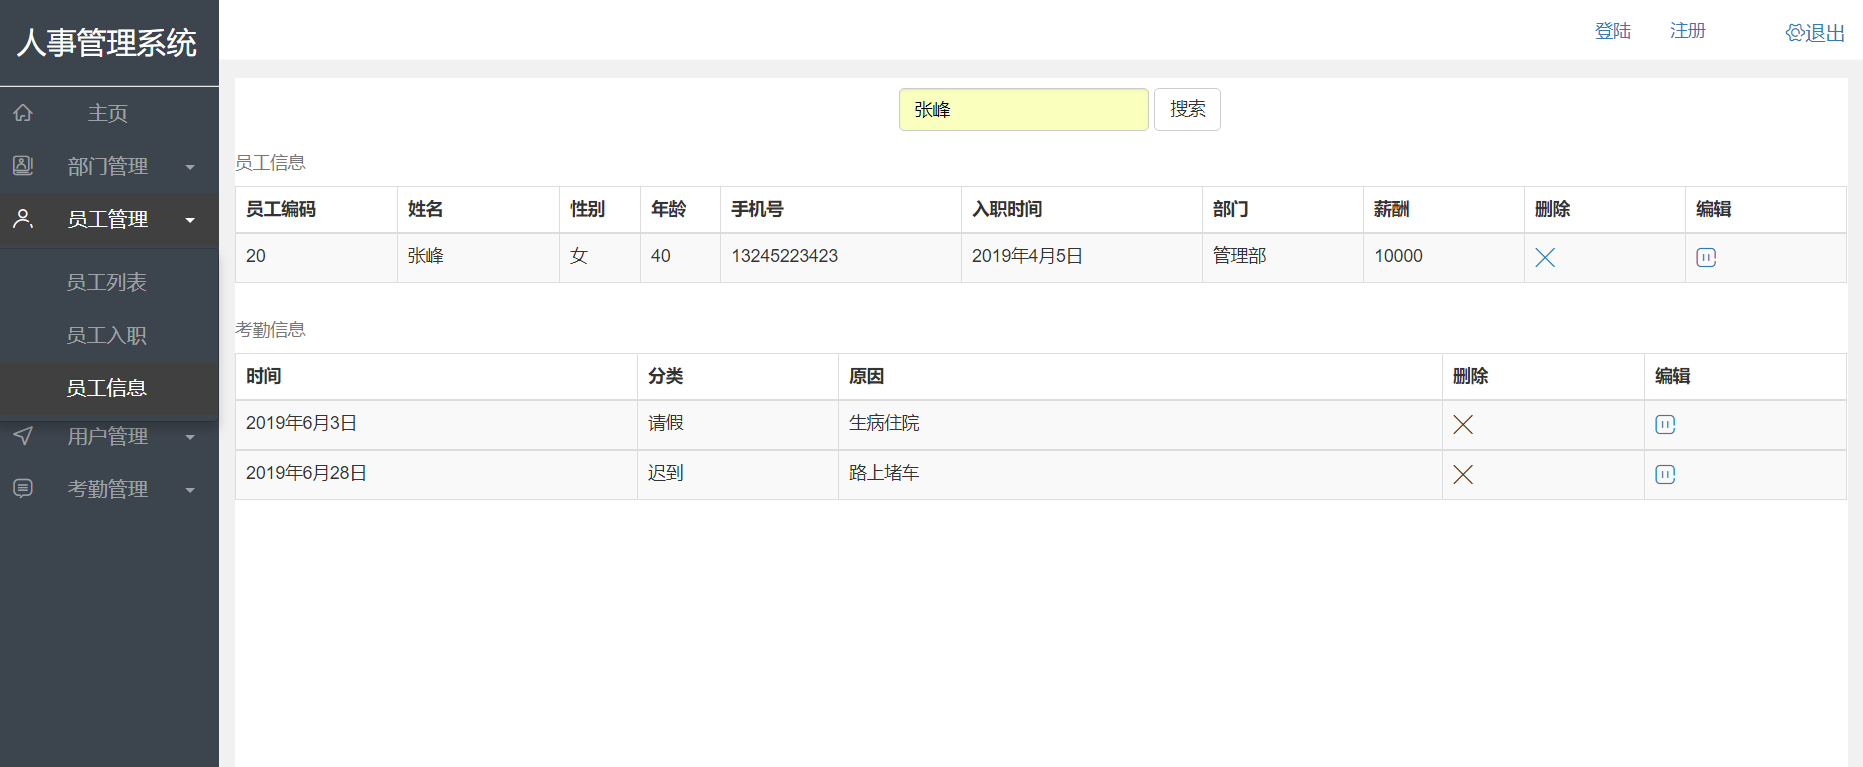 人事管理系统
主页
部门管理
员工管理
员工列表
员工入职
员工信息
用户管理
考勤管理
登陆 注册 退出
张峰 搜索
员工信息
员工编码 姓名 性别 年龄 手机号 入职时间 部门 薪酬 删除 编辑
20 张峰 女 40 13245223423 2019年4月5日 管理部 10000
考勤信息
时间 分类 原因 删除 编辑
2019年6月3日 请假 生病住院
2019年6月28日 迟到 路上堵车